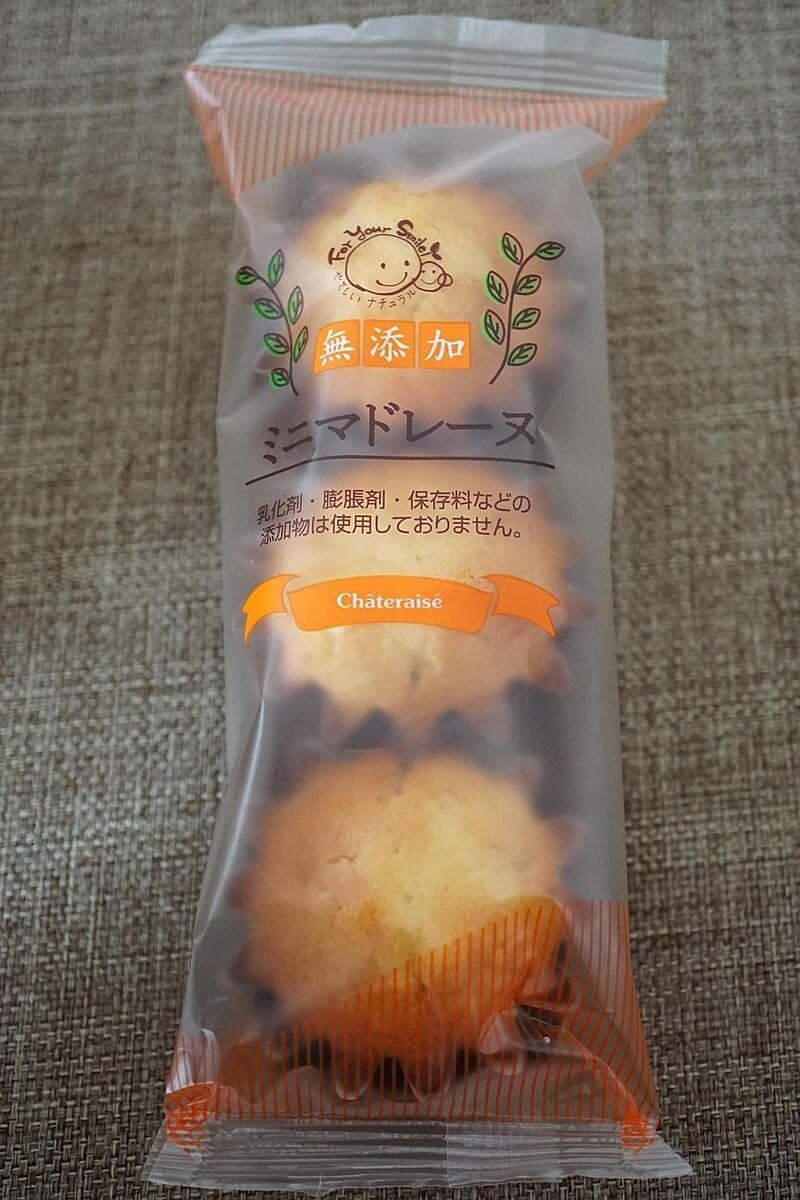 For Your Smile!
やさしい ナチュラル
無添加
ミニマドレーヌ
乳化剤・膨脹剤・保存料などの
添加物は使用しておりません。
Châteraisé